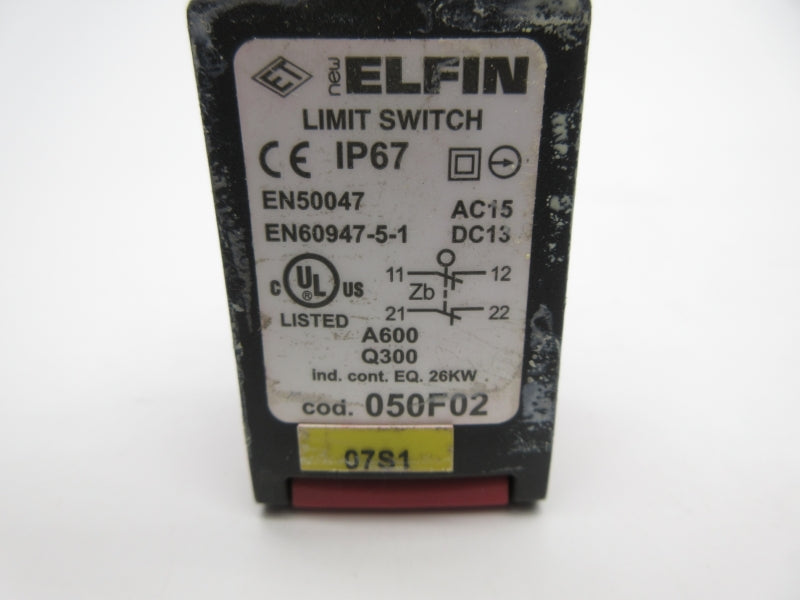 ET new ELFIN
LIMIT SWITCH
CE IP67
EN50047 AC15
EN60947-5-1 DC13
11 12
c UL ® US Zb
21 22
LISTED
A600
Q300
ind. cont. EQ. 26KW
cod. 050F02
07S1